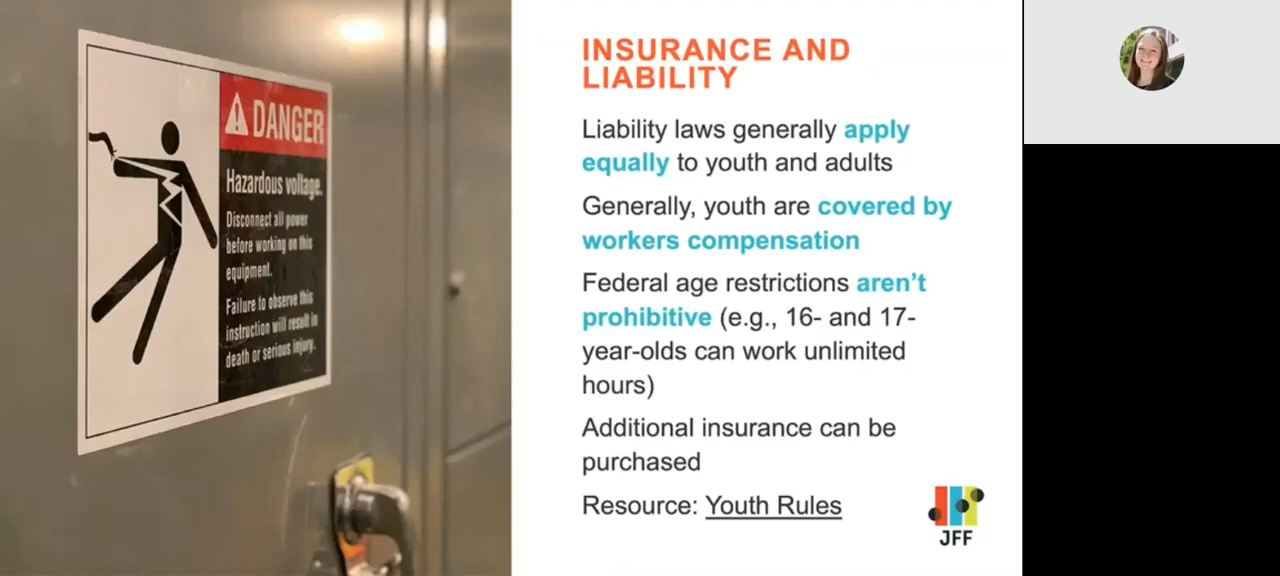 DANGER
Hazardous voltage.
Disconnect all power
before working on this
equipment.
Failure to observe this
instruction will result in
death or serious injury.
INSURANCE AND
LIABILITY
Liability laws generally apply
equally to youth and adults
Generally, youth are covered by
workers compensation
Federal age restrictions aren’t
prohibitive (e.g., 16- and 17-
year-olds can work unlimited
hours)
Additional insurance can be
purchased
Resource: Youth Rules
JFF